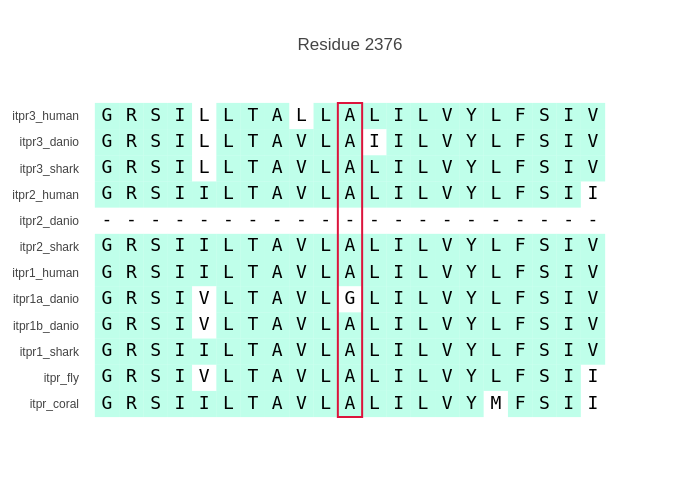 Residue 2376
itpr3_human G R S I L L T A L L A L I L V Y L F S I V
itpr3_danio G R S I L L T A V L A I I L V Y L F S I V
itpr3_shark G R S I L L T A V L A L I L V Y L F S I V
itpr2_human G R S I I L T A V L A L I L V Y L F S I I
itpr2_danio - - - - - - - - - - - - - - - - - - - - -
itpr2_shark G R S I I L T A V L A L I L V Y L F S I V
itpr1_human G R S I I L T A V L A L I L V Y L F S I V
itpr1a_danio G R S I V L T A V L G L I L V Y L F S I V
itpr1b_danio G R S I V L T A V L A L I L V Y L F S I V
itpr1_shark G R S I I L T A V L A L I L V Y L F S I V
itpr_fly G R S I V L T A V L A L I L V Y L F S I I
itpr_coral G R S I I L T A V L A L I L V Y M F S I I